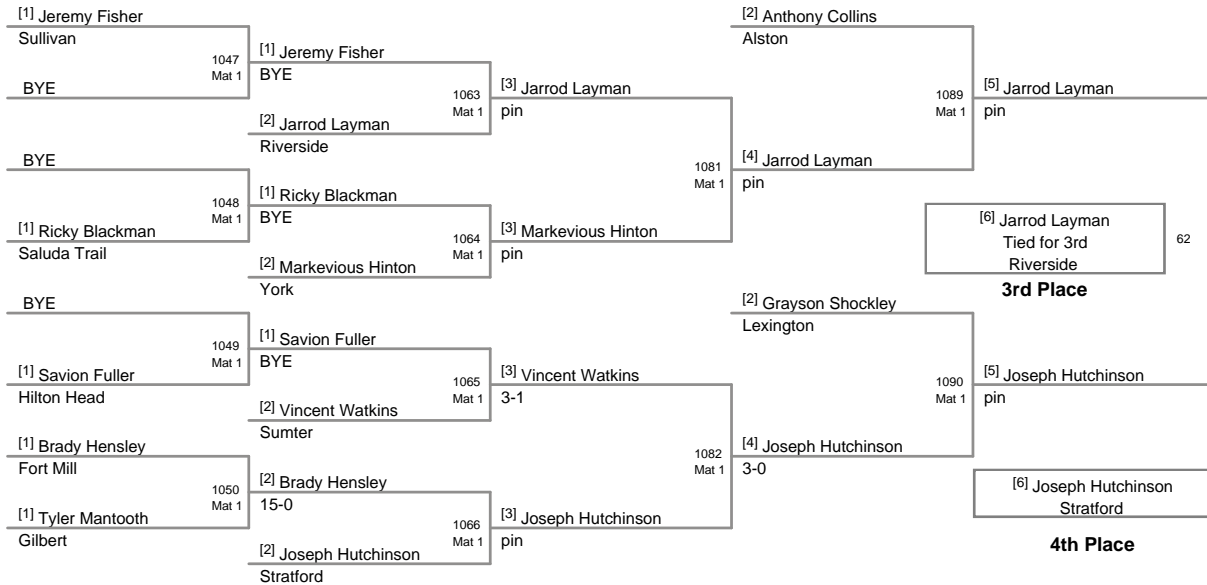 [1] Jeremy Fisher
Sullivan
1047
Mat 1
BYE
BYE
1048
Mat 1
[1] Ricky Blackman
Saluda Trail
BYE
1049
Mat 1
[1] Savion Fuller
Hilton Head
[1] Brady Hensley
Fort Mill
1050
Mat 1
[1] Tyler Mantooth
Gilbert
[1] Jeremy Fisher
BYE
1063
Mat 1
[2] Jarrod Layman
Riverside
[1] Ricky Blackman
BYE
1064
Mat 1
[2] Markevious Hinton
York
[1] Savion Fuller
BYE
1065
Mat 1
[2] Vincent Watkins
Sumter
[2] Brady Hensley
15-0
1066
Mat 1
[2] Joseph Hutchinson
Stratford
[3] Jarrod Layman
pin
1081
Mat 1
[3] Markevious Hinton
pin
[3] Vincent Watkins
3-1
1082
Mat 1
[3] Joseph Hutchinson
pin
[2] Anthony Collins
Alston
1089
Mat 1
[4] Jarrod Layman
pin
[2] Grayson Shockley
Lexington
1090
Mat 1
[4] Joseph Hutchinson
3-0
[5] Jarrod Layman
pin
[6] Jarrod Layman
Tied for 3rd
Riverside
62
3rd Place
[5] Joseph Hutchinson
pin
[6] Joseph Hutchinson
Stratford
4th Place